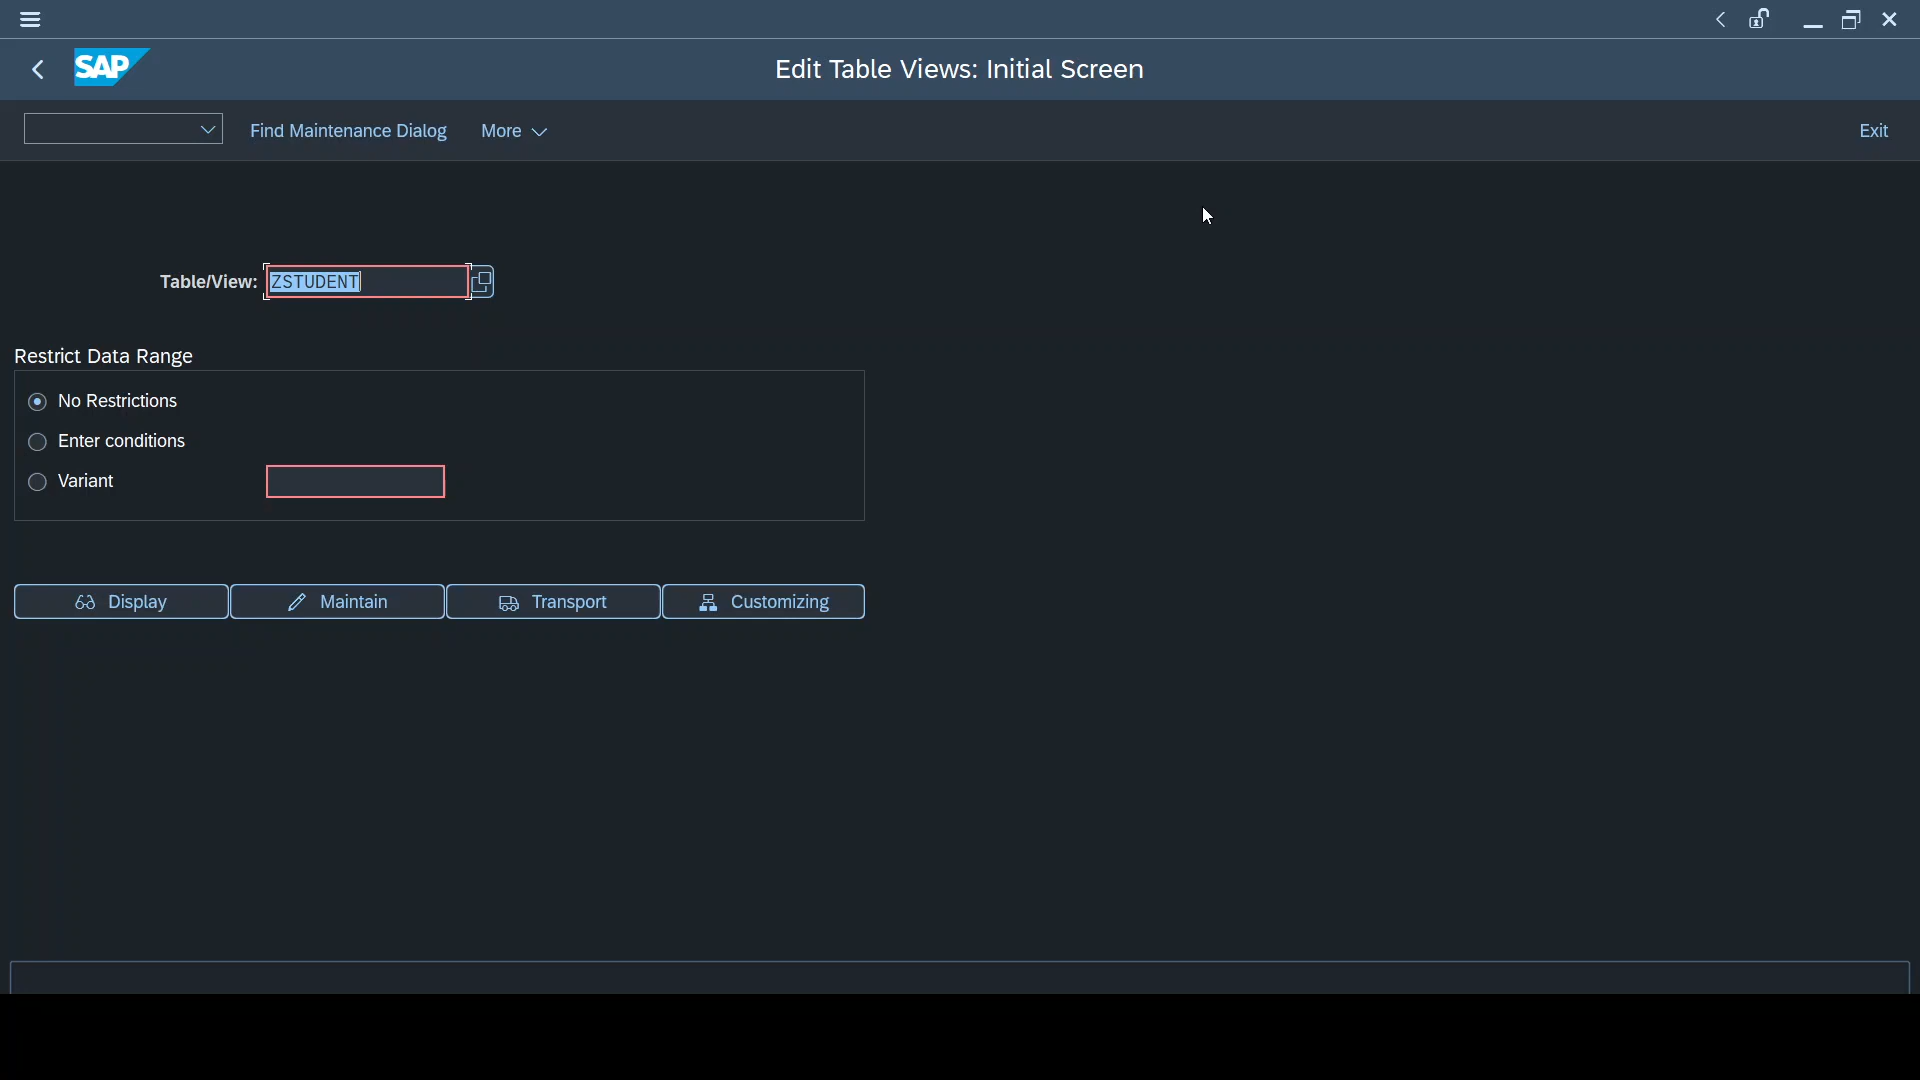 SAP
Edit Table Views: Initial Screen
Find Maintenance Dialog More Exit
Table/View: ZSTUDENT
Restrict Data Range
No Restrictions
Enter conditions
Variant
Display Maintain Transport Customizing